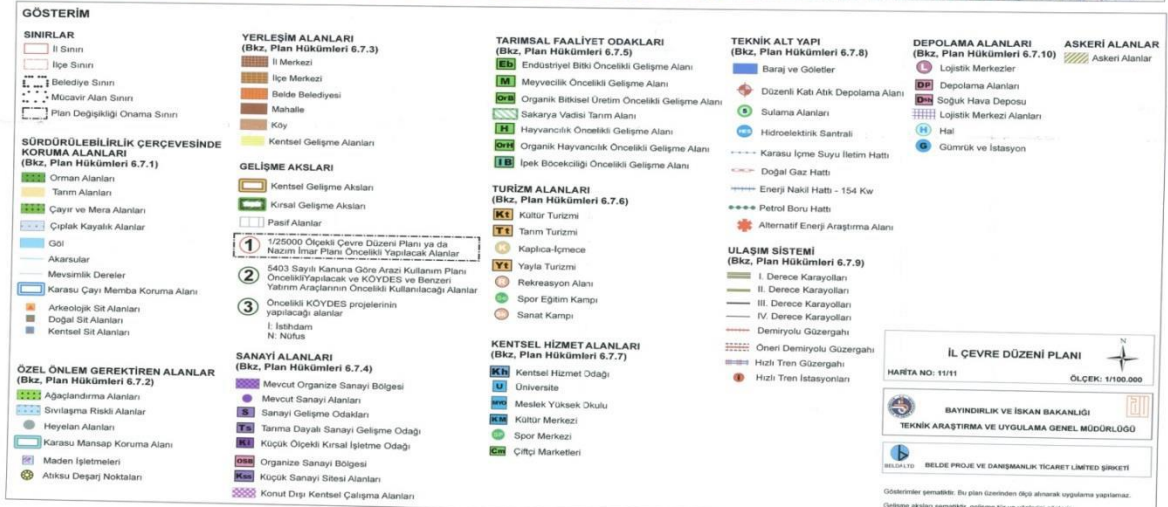 GÖSTERİM
SINIRLAR
İl Sınırı
İlçe Sınırı
Belediye Sınırı
Mücavir Alan Sınırı
Plan Değişikliği Onama Sınırı
SÜRDÜRÜLEBİLİRLİK ÇERÇEVESİNDE
KORUMA ALANLARI
(Bkz, Plan Hükümleri 6.7.1)
Orman Alanları
Tarım Alanları
Çayır ve Mera Alanları
Çıplak Kayalık Alanlar
Göl
Akarsular
Mevsimlik Dereler
Karasu Çayı Memba Koruma Alanı
Arkeolojik Sit Alanları
Doğal Sit Alanları
Kentsel Sit Alanları
ÖZEL ÖNLEM GEREKTİREN ALANLAR
(Bkz, Plan Hükümleri 6.7.2)
Ağaçlandırma Alanları
Sıvılaşma Riskli Alanlar
Heyelan Alanları
Karasu Mansap Koruma Alanı
Maden İşletmeleri
Atıksu Deşarj Noktaları
YERLEŞİM ALANLARI
(Bkz, Plan Hükümleri 6.7.3)
İl Merkezi
İlçe Merkezi
Belde Belediyesi
Mahalle
Köy
Kentsel Gelişme Alanları
GELİŞME AKSLARI
Kentsel Gelişme Aksları
Kırsal Gelişme Aksları
Pasif Alanlar
1 1/25000 Ölçekli Çevre Düzeni Planı ya da
Nazım İmar Planı Öncelikli Yapılacak Alanlar
2 5403 Sayılı Kanuna Göre Arazi Kullanım Planı
ÖncelikliYapılacak ve KÖYDES ve Benzeri
Yatırım Araçlarının Öncelikli Kullanılacağı Alanlar
3 Öncelikli KÖYDES projelerinin
yapılacağı alanlar
İ: İstihdam
N: Nüfus
SANAYİ ALANLARI
(Bkz, Plan Hükümleri 6.7.4)
Mevcut Organize Sanayi Bölgesi
Mevcut Sanayi Alanları
S Sanayi Gelişme Odakları
Ts Tarıma Dayalı Sanayi Gelişme Odağı
Ki Küçük Ölçekli Kırsal İşletme Odağı
OSB Organize Sanayi Bölgesi
Kss Küçük Sanayi Sitesi Alanları
Konut Dışı Kentsel Çalışma Alanları
TARIMSAL FAALİYET ODAKLARI
(Bkz, Plan Hükümleri 6.7.5)
Eb Endüstriyel Bitki Öncelikli Gelişme Alanı
M Meyvecilik Öncelikli Gelişme Alanı
OrB Organik Bitkisel Üretim Öncelikli Gelişme Alanı
Sakarya Vadisi Tarım Alanı
H Hayvancılık Öncelikli Gelişme Alanı
OrH Organik Hayvancılık Öncelikli Gelişme Alanı
İB İpek Böcekciliği Öncelikli Gelişme Alanı
TURİZM ALANLARI
(Bkz, Plan Hükümleri 6.7.6)
Kt Kültür Turizmi
Tt Tarım Turizmi
K Kaplıca-İçmece
Yt Yayla Turizmi
Rekreasyon Alanı
Spor Eğitim Kampı
Sanat Kampı
KENTSEL HİZMET ALANLARI
(Bkz, Plan Hükümleri 6.7.7)
Kh Kentsel Hizmet Odağı
U Üniversite
MYO Meslek Yüksek Okulu
KM Kültür Merkezi
Spor Merkezi
Cm Çiftçi Marketleri
TEKNİK ALT YAPI
(Bkz, Plan Hükümleri 6.7.8)
Baraj ve Göletler
Düzenli Katı Atık Depolama Alanı
S Sulama Alanları
HES Hidroelektirik Santrali
Karasu İçme Suyu İletim Hattı
Doğal Gaz Hattı
Enerji Nakil Hattı - 154 Kw
Petrol Boru Hattı
Alternatif Enerji Araştırma Alanı
ULAŞIM SİSTEMİ
(Bkz, Plan Hükümleri 6.7.9)
I. Derece Karayolları
II. Derece Karayolları
III. Derece Karayolları
IV. Derece Karayolları
Demiryolu Güzergahı
Öneri Demiryolu Güzergahı
Hızlı Tren Güzergahı
Hızlı Tren İstasyonları
DEPOLAMA ALANLARI
(Bkz, Plan Hükümleri 6.7.10)
L Lojistik Merkezler
DP Depolama Alanları
Dsh Soğuk Hava Deposu
Lojistik Merkezi Alanları
H Hal
G Gümrük ve İstasyon
ASKERİ ALANLAR
Askeri Alanlar
İL ÇEVRE DÜZENİ PLANI
HARİTA NO: 11/11
ÖLÇEK: 1/100.000
BAYINDIRLIK VE İSKAN BAKANLIĞI
TEKNİK ARAŞTIRMA VE UYGULAMA GENEL MÜDÜRLÜĞÜ
BELDA LTD BELDE PROJE VE DANIŞMANLIK TİCARET LİMİTED ŞİRKETİ
Gösterimler şematiktir. Bu plan üzerinden ölçü alınarak uygulama yapılamaz.